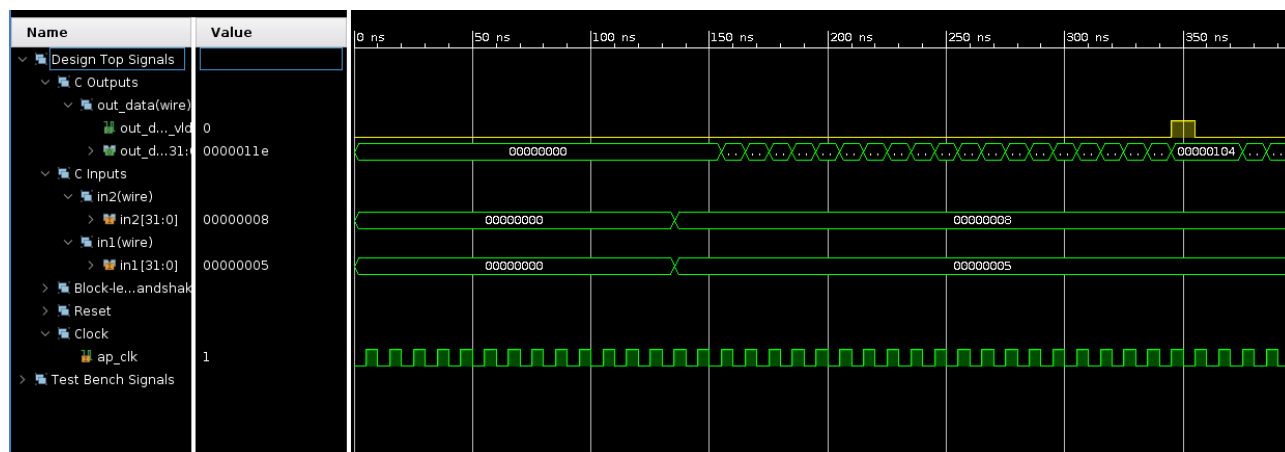 Name Value
0 ns 50 ns 100 ns 150 ns 200 ns 250 ns 300 ns 350 ns
Design Top Signals
C Outputs
out_data(wire)
out_d..._vld 0
out_d...31:( 0000011e 00000000 ... ... ... ... ... ... ... ... ... ... ... ... ... ... ... ... ... ... ... 00000104 ... ...
C Inputs
in2(wire)
in2[31:0] 00000008 00000000 00000008
in1(wire)
in1[31:0] 00000005 00000000 00000005
Block-le...andshak
Reset
Clock
ap_clk 1
Test Bench Signals